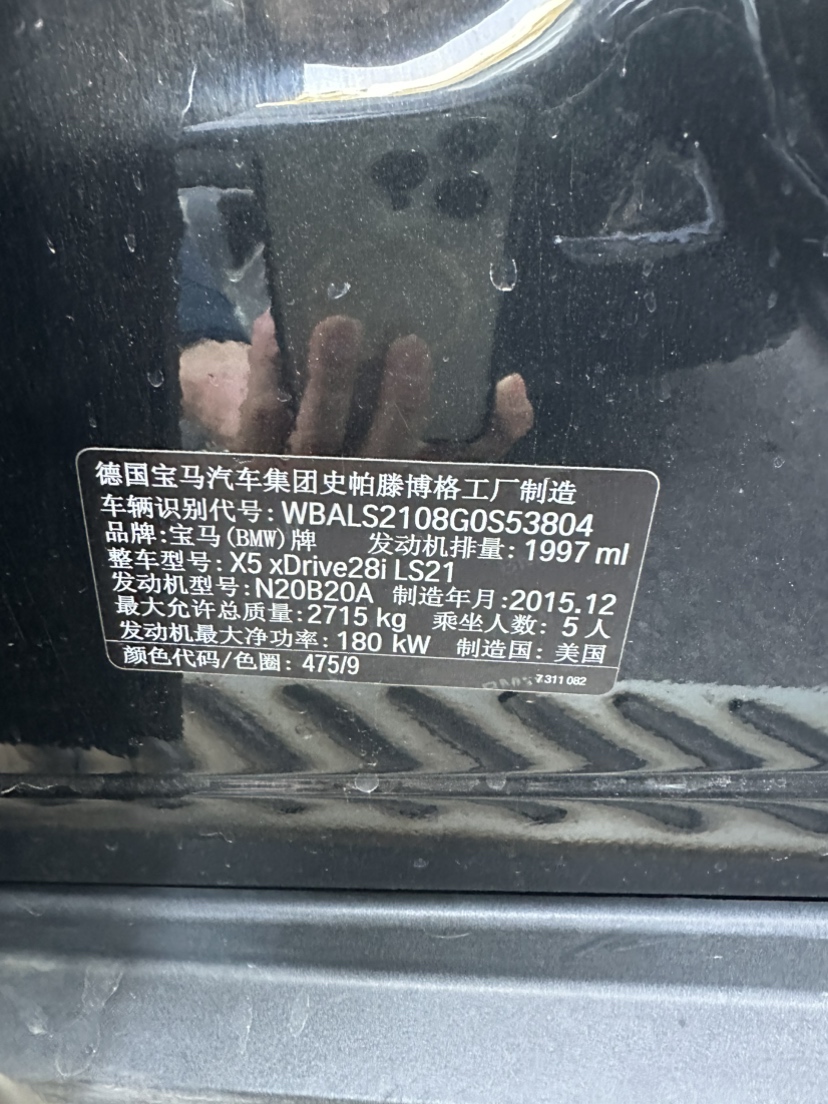 德国宝马汽车集团史帕滕博格工厂制造
车辆识别代号: WBALS2108G0S53804
品牌:宝马(BMW)牌 发动机排量: 1997 ml
整车型号: X5 xDrive28i LS21
发动机型号: N20B20A 制造年月:2015.12
最大允许总质量:2715 kg 乘坐人数: 5 人
发动机最大净功率: 180 kW 制造国: 美国
颜色代码/色圈: 475/9
7 311 082